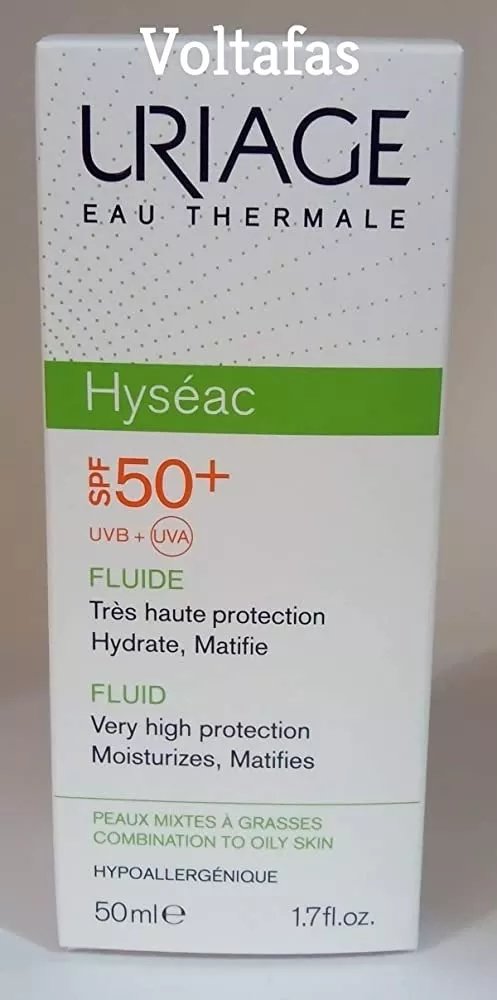 Voltafas
URIAGE
EAU THERMALE
Hyséac
SPF 50+
UVB + UVA
FLUIDE
Très haute protection
Hydrate, Matifie
FLUID
Very high protection
Moisturizes, Matifies
PEAUX MIXTES À GRASSES
COMBINATION TO OILY SKIN
HYPOALLERGÉNIQUE
50ml℮ 1.7fl.oz.